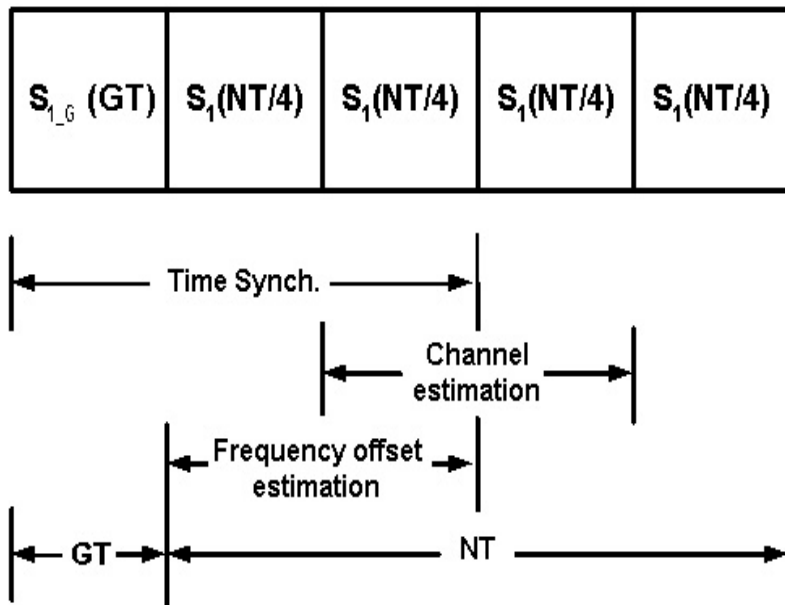 S1_G (GT) S1(NT/4) S1(NT/4) S1(NT/4) S1(NT/4)
Time Synch.
Channel
estimation
Frequency offset
estimation
GT NT